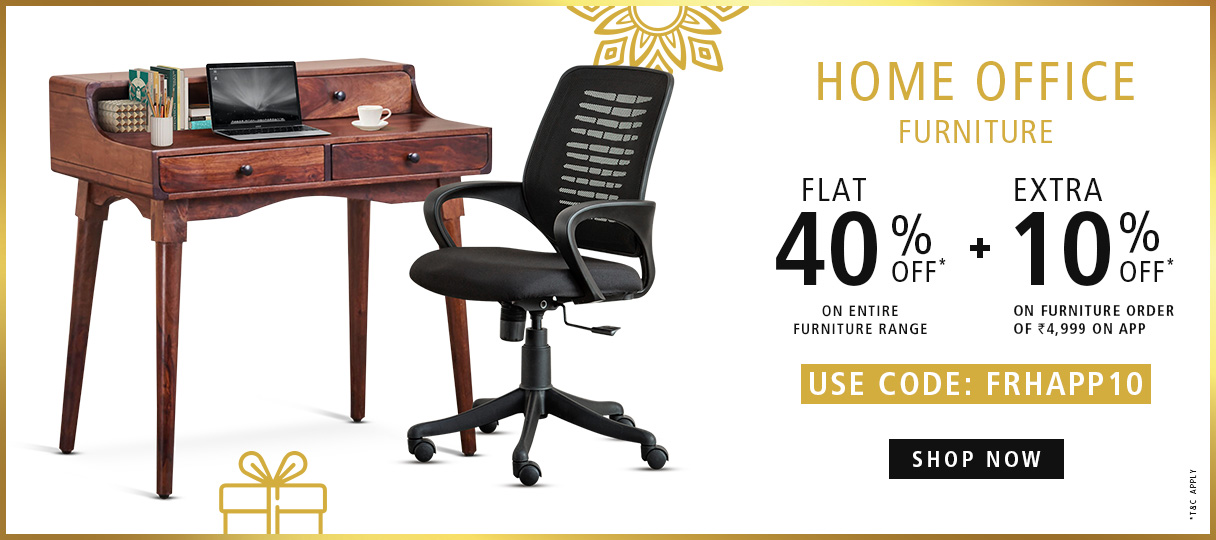 HOME OFFICE
FURNITURE
FLAT
40% OFF*
ON ENTIRE
FURNITURE RANGE
+
EXTRA
10% OFF*
ON FURNITURE ORDER
OF ₹4,999 ON APP
USE CODE: FRHAPP10
SHOP NOW
*T&C APPLY